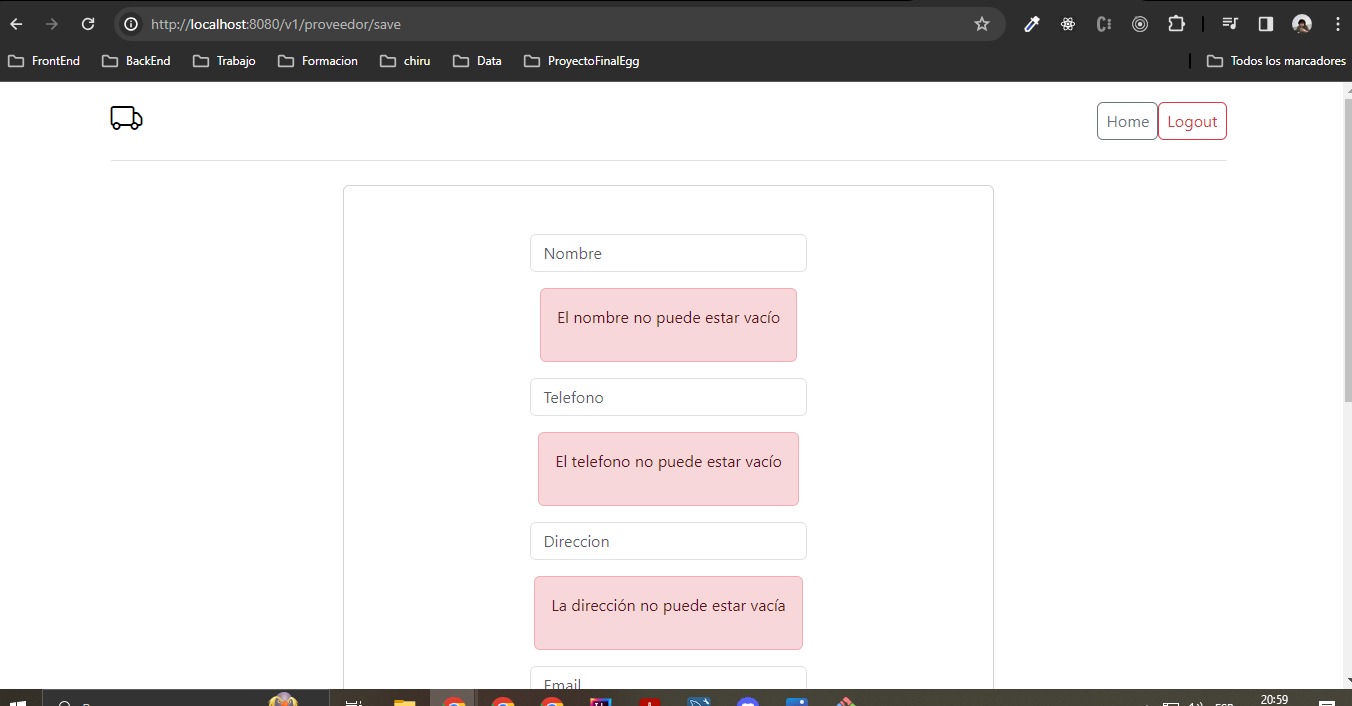 http://localhost:8080/v1/proveedor/save
FrontEnd BackEnd Trabajo Formacion chiru Data ProyectoFinalEgg Todos los marcadores
Home Logout
Nombre
El nombre no puede estar vacío
Telefono
El telefono no puede estar vacío
Direccion
La dirección no puede estar vacía
Email
20:59